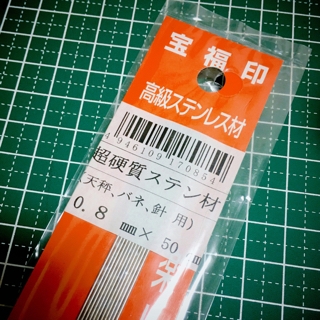 宝福印
高級ステンレス材
4946109170854
超硬質ステン材
(天秤、バネ、針用)
0.8 mm × 50